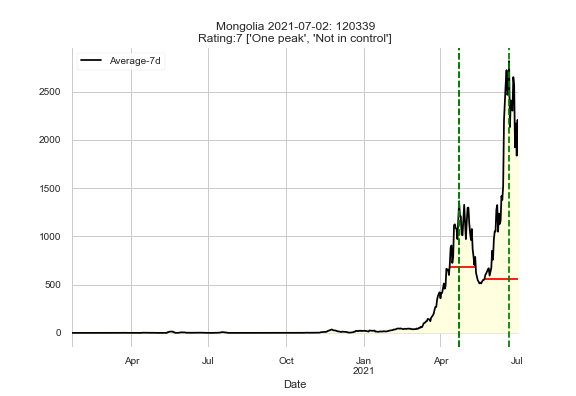 Mongolia 2021-07-02: 120339
Rating:7 ['One peak', 'Not in control']
Average-7d
2500
2000
1500
1000
500
0
Apr
Jul
Oct
Jan
2021
Apr
Jul
Date